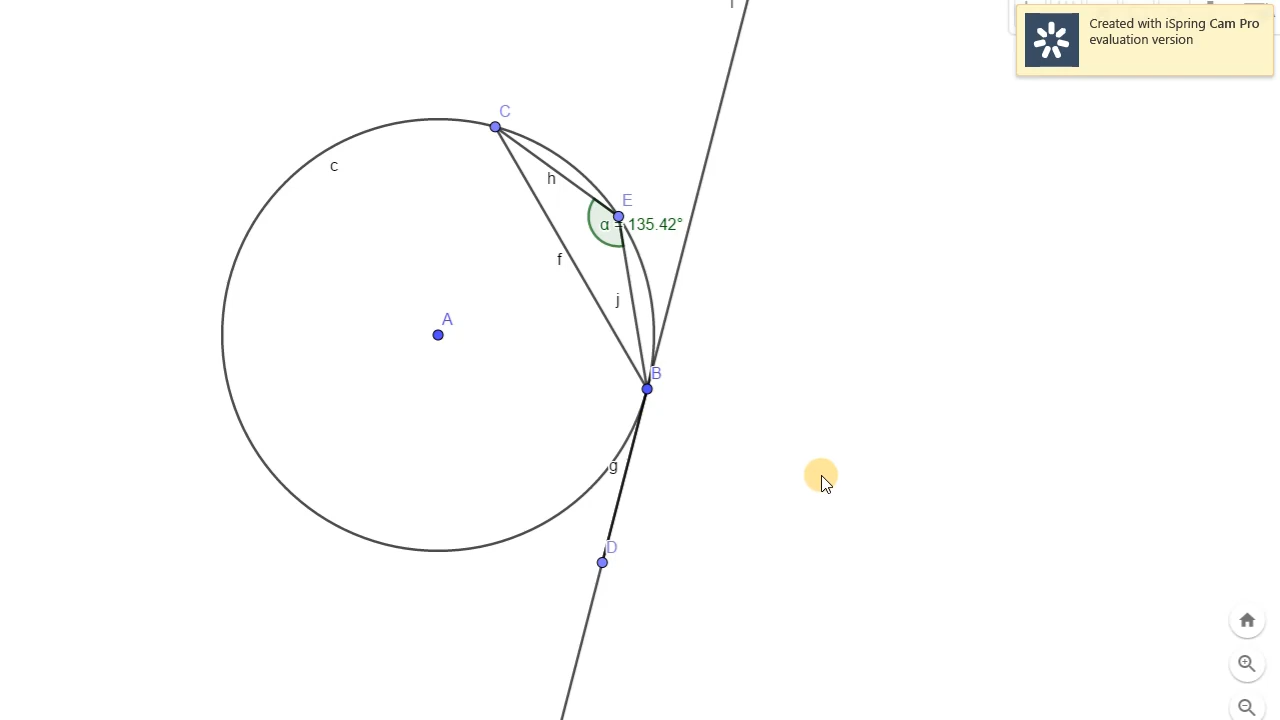 Created with iSpring Cam Pro
evaluation version
C
c
h
E
α = 135.42°
f
j
A
B
g
D